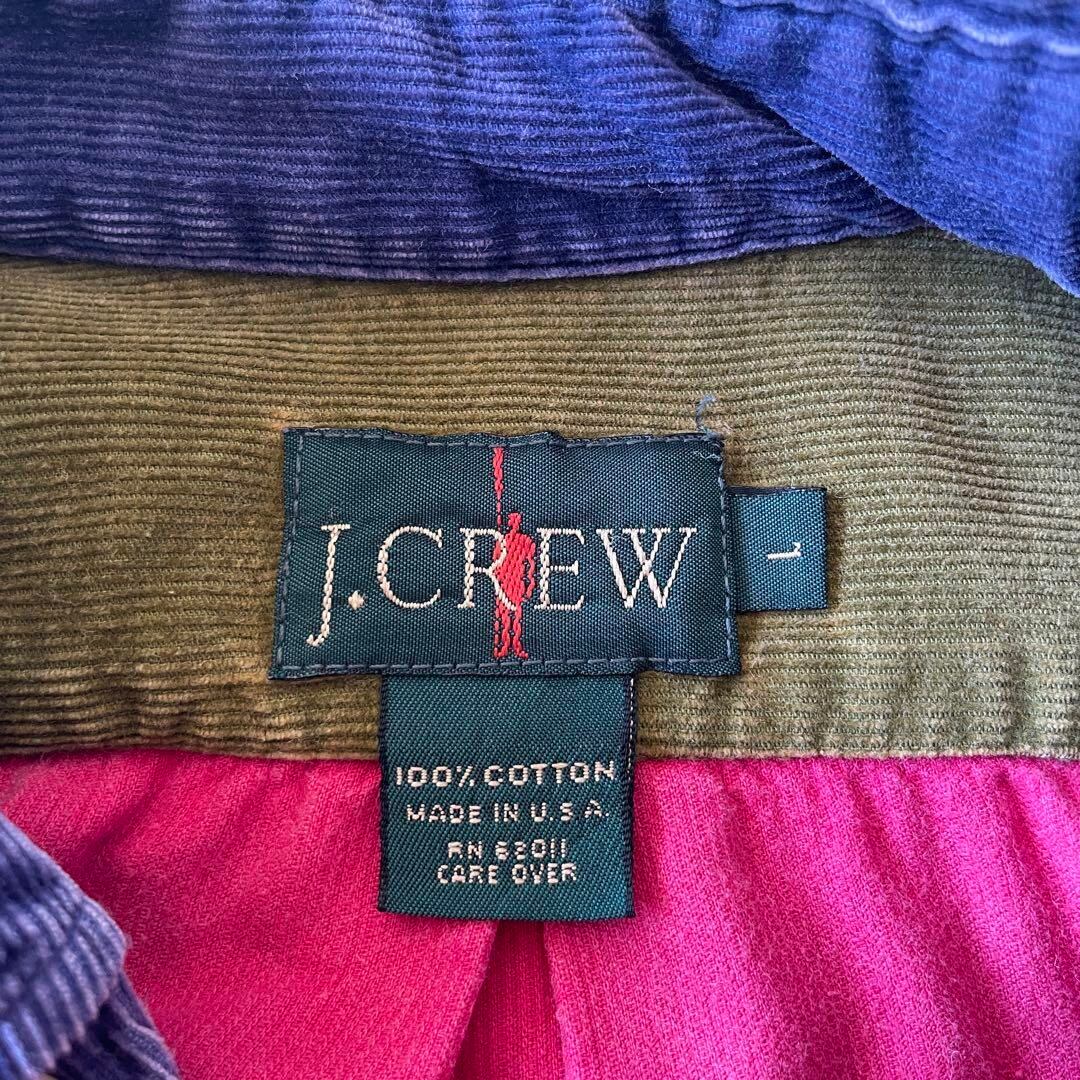 J.CREW
L
100% COTTON
MADE IN U.S.A.
RN 63011
CARE OVER